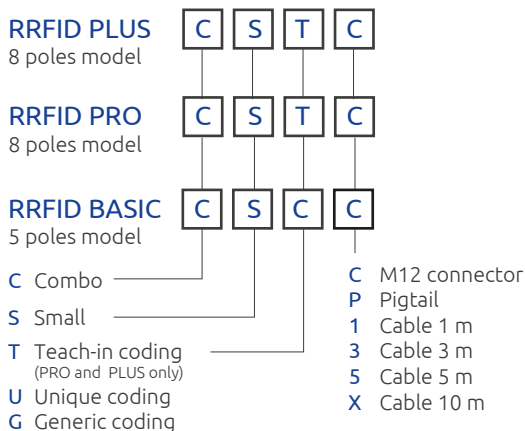 RRFID PLUS C S T C
8 poles model
RRFID PRO C S T C
8 poles model
RRFID BASIC C S C C
5 poles model
C Combo
S Small
T Teach-in coding
(PRO and PLUS only)
U Unique coding
G Generic coding
C M12 connector
P Pigtail
1 Cable 1 m
3 Cable 3 m
5 Cable 5 m
X Cable 10 m